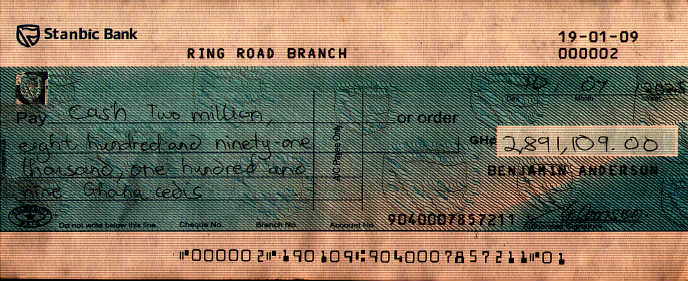 Stanbic Bank
19-01-09
RING ROAD BRANCH
000002
07 2025
Pay Cash Two million,
or order
eight hundred and ninety-one
GH¢ 2,891,109.00
thousand, one hundred and
A/C Payee Only
BENJAMIN ANDERSON
nine Ghana cedis
9040007857211
Do not write below this line. Cheque No. Branch No. Account No.
⑈000002⑈190109⑆9040007857211⑈01